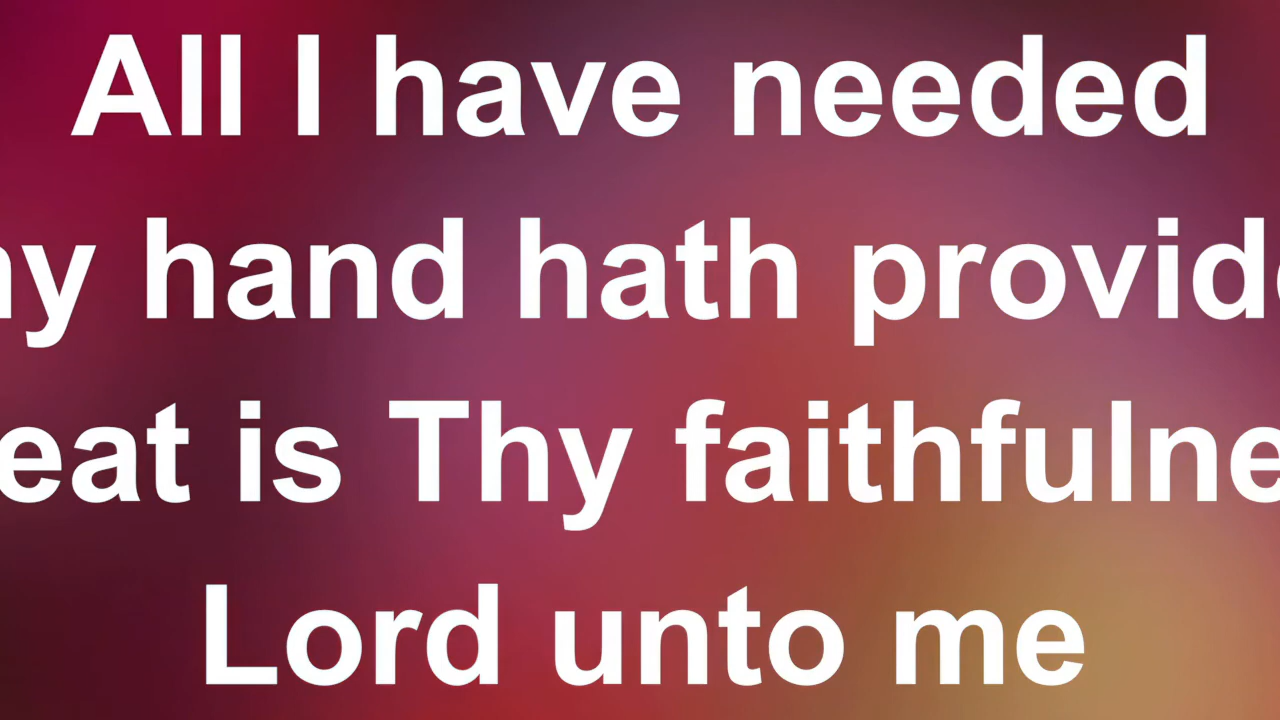 All I have needed
hy hand hath provide
eat is Thy faithfulne
Lord unto me